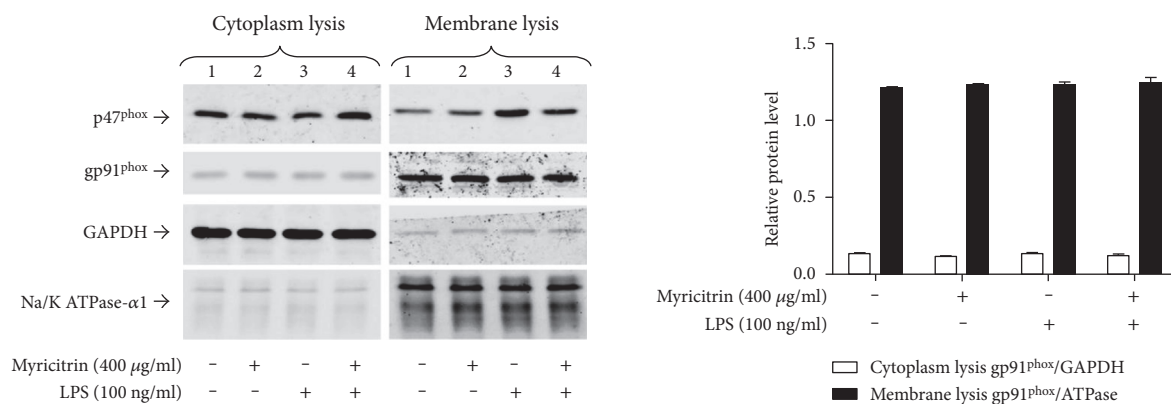 Cytoplasm lysis Membrane lysis
1 2 3 4 1 2 3 4
p47phox →
gp91phox →
GAPDH →
Na/K ATPase-α1 →
Myricitrin (400 μg/ml) – + – + – + – +
LPS (100 ng/ml) – – + + – – + +
1.5
1.0
0.5
0.0
Relative protein level
Myricitrin (400 μg/ml) – + – +
LPS (100 ng/ml) – – + +
Cytoplasm lysis gp91phox/GAPDH
Membrane lysis gp91phox/ATPase